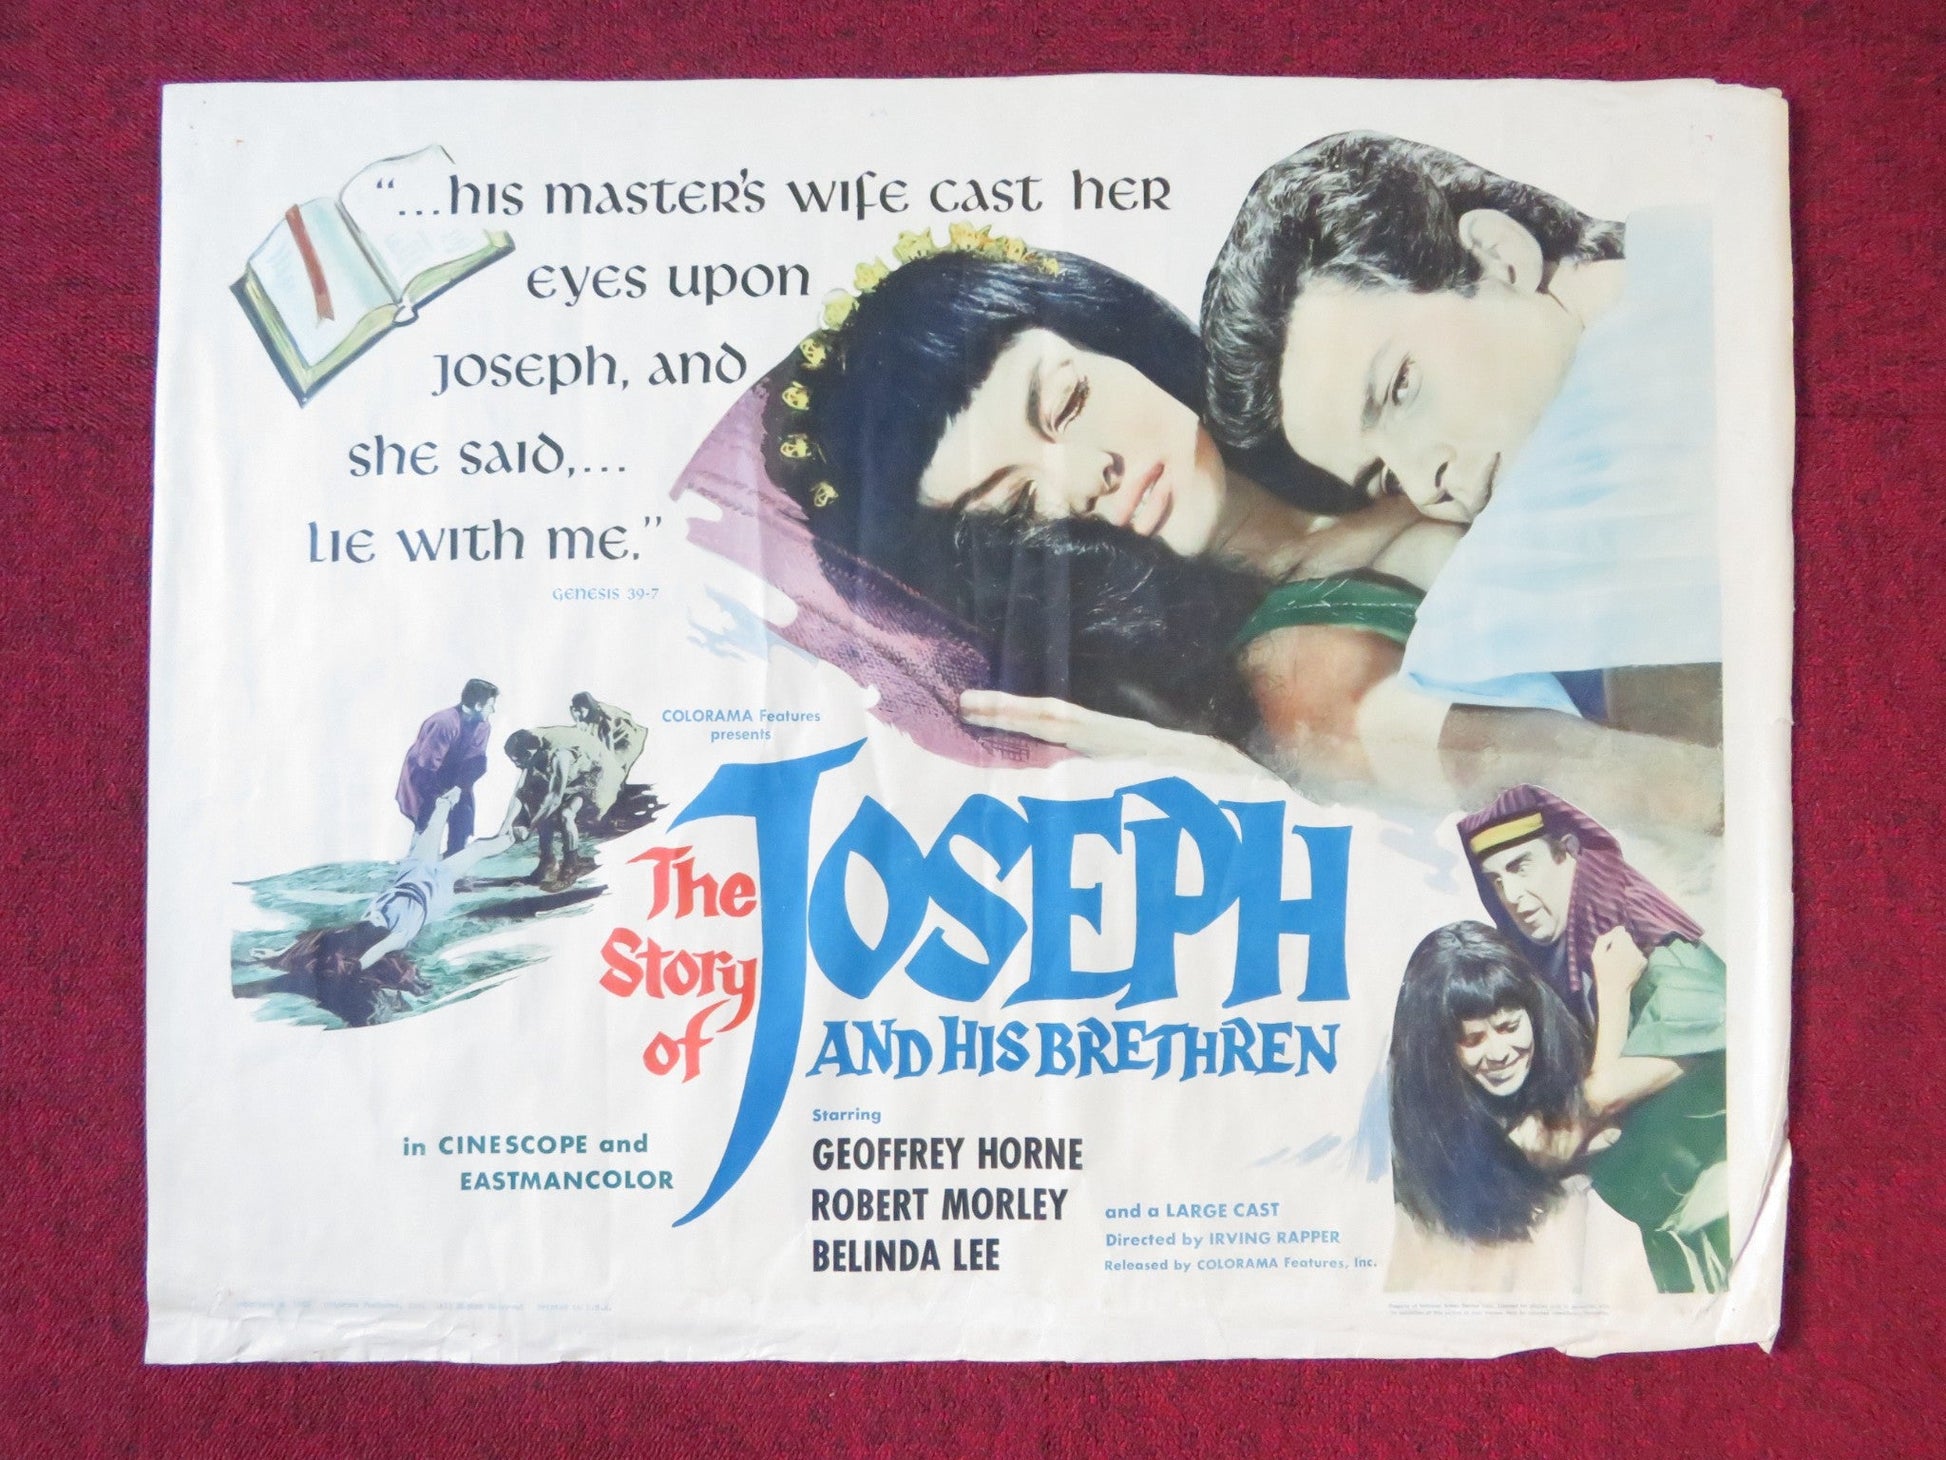 “...his master's wife cast her
eyes upon
Joseph, and
she said,...
Lie with me.”
Genesis 39-7
COLORAMA Features
presents
The
Story
of
JOSEPH
AND HIS BRETHREN
in CINESCOPE and
EASTMANCOLOR
Starring
GEOFFREY HORNE
ROBERT MORLEY
BELINDA LEE
and a LARGE CAST
Directed by IRVING RAPPER
Released by COLORAMA Features, Inc.